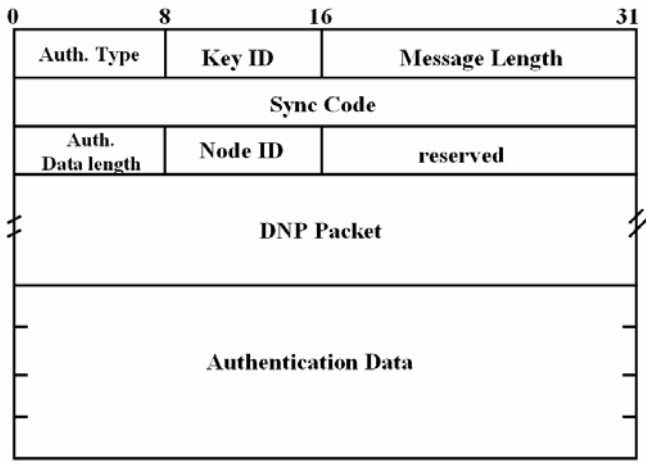 0 8 16 31
Auth. Type Key ID Message Length
Sync Code
Auth.
Data length Node ID reserved
DNP Packet
Authentication Data